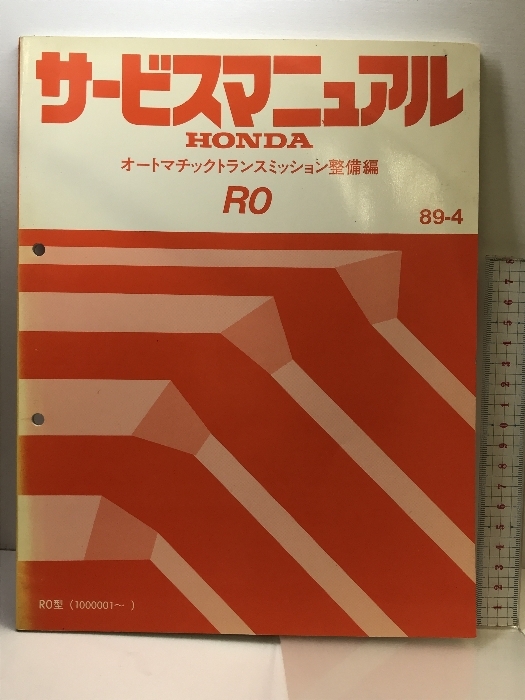 サービスマニュアル
HONDA
オートマチックトランスミッション整備編
RO
89-4
RO型 (1000001～ )